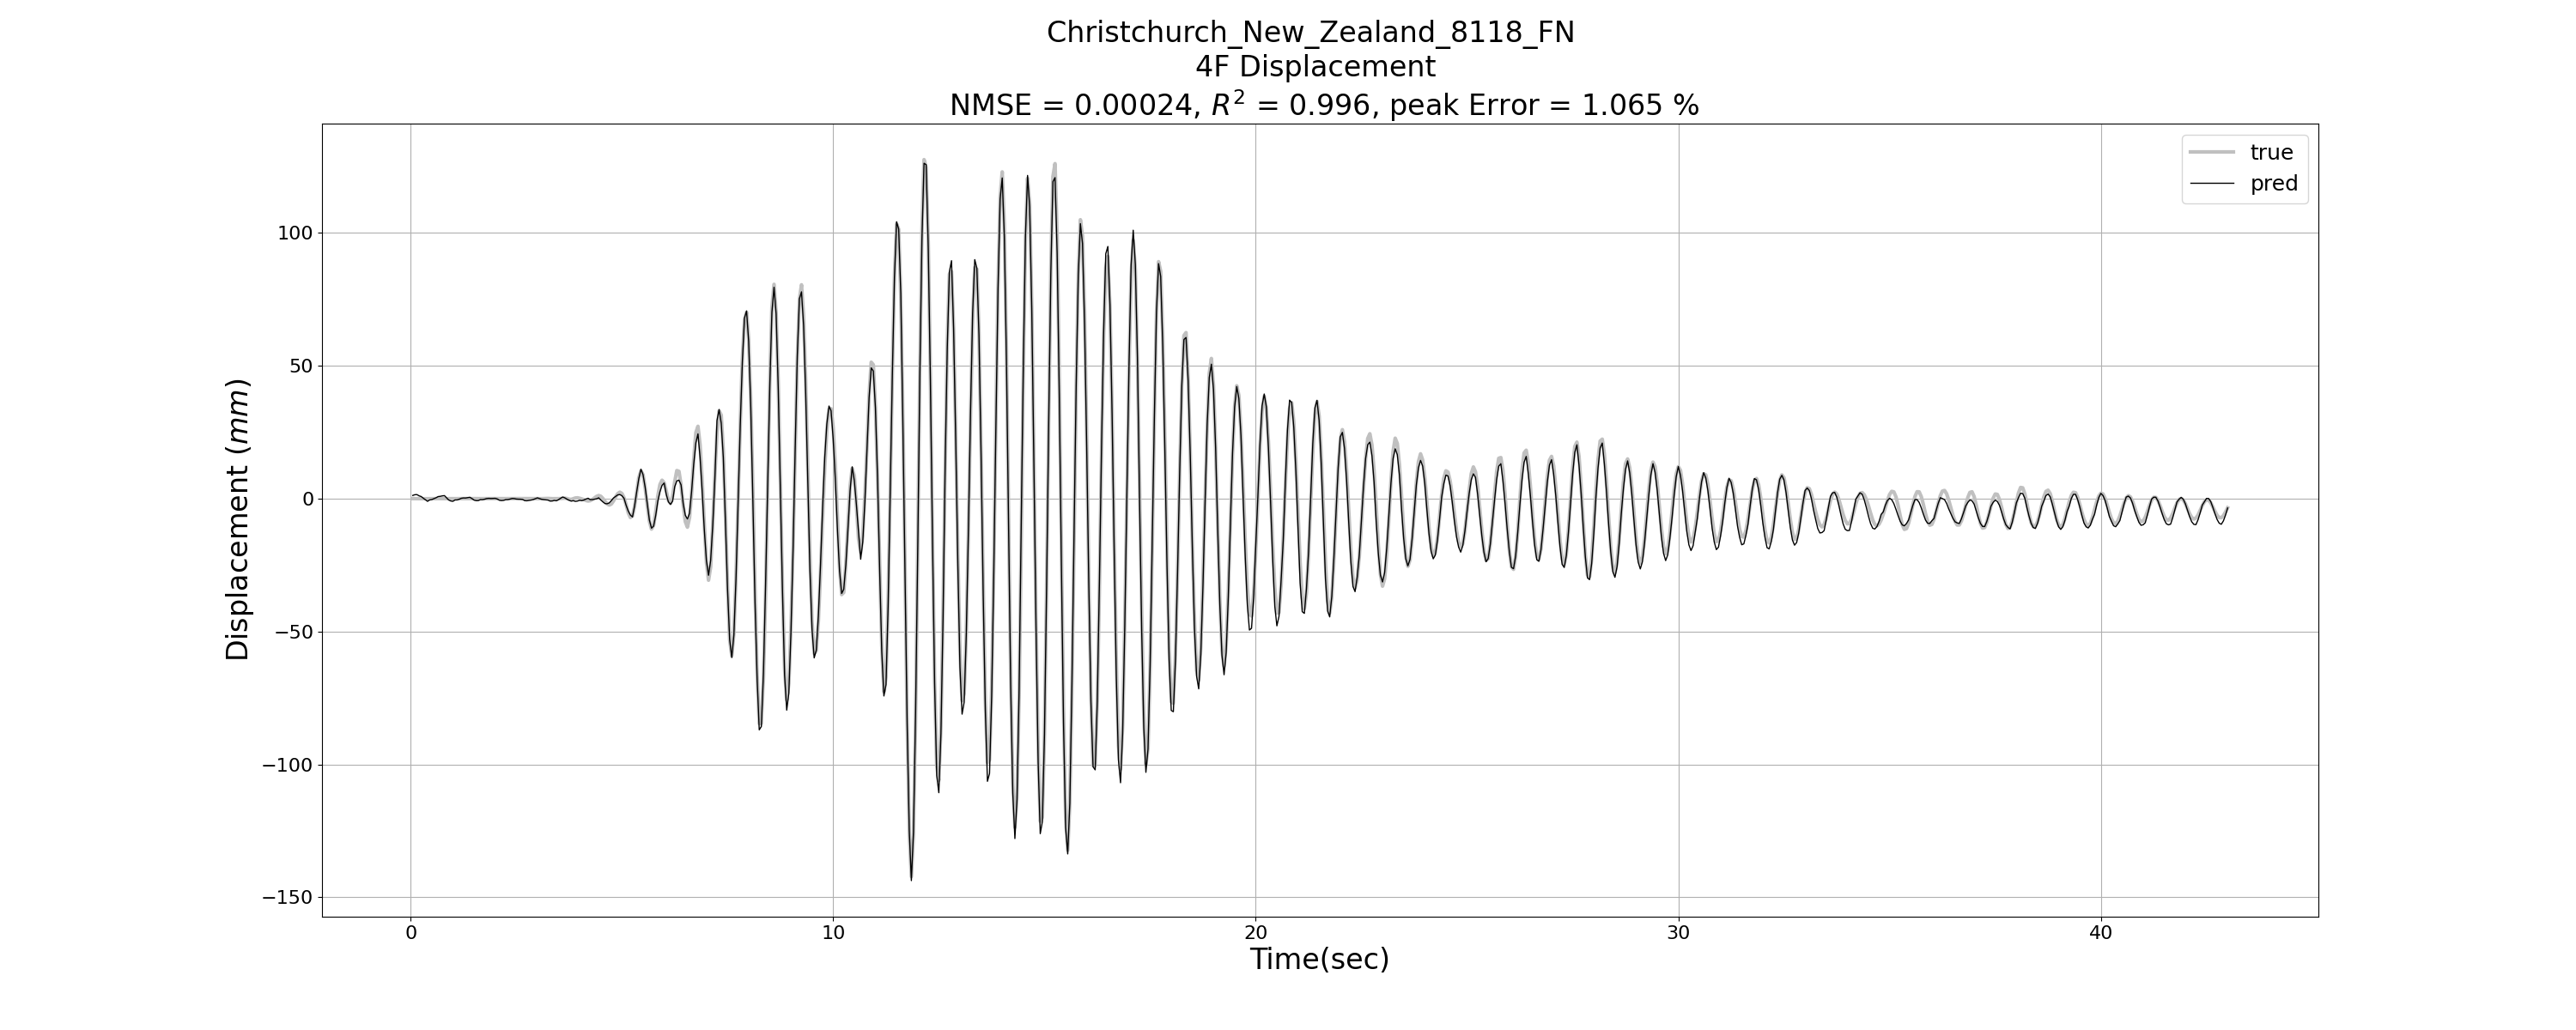 Christchurch_New_Zealand_8118_FN
4F Displacement
NMSE = 0.00024, R² = 0.996, peak Error = 1.065 %
true
pred
Displacement (mm)
100
50
0
−50
−100
−150
0
10
20
30
40
Time(sec)